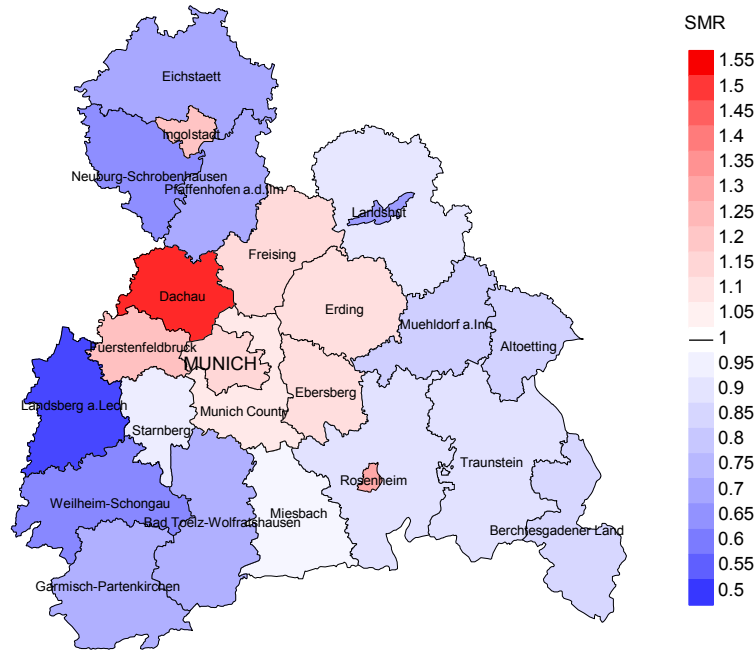 SMR
1.55
1.5
1.45
1.4
1.35
1.3
1.25
1.2
1.15
1.1
1.05
1
0.95
0.9
0.85
0.8
0.75
0.7
0.65
0.6
0.55
0.5
Eichstaett
Ingolstadt
Neuburg-Schrobenhausen
Pfaffenhofen a.d.Ilm
Landshut
Freising
Dachau
Erding
Muehldorf a.Inn
Altoetting
Fuerstenfeldbruck
MUNICH
Ebersberg
Landsberg a.Lech
Munich County
Starnberg
Traunstein
Rosenheim
Miesbach
Weilheim-Schongau
Bad Toelz-Wolfratshausen
Berchtesgadener Land
Garmisch-Partenkirchen